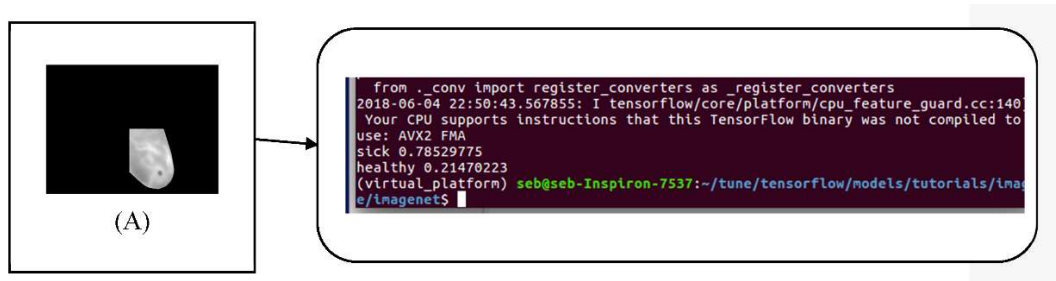 (A)
from ._conv import register_converters as _register_converters
2018-06-04 22:50:43.567855: I tensorflow/core/platform/cpu_feature_guard.cc:140]
Your CPU supports instructions that this TensorFlow binary was not compiled to
use: AVX2 FMA
sick 0.78529775
healthy 0.21470223
(virtual_platform) seb@seb-Inspiron-7537:~/tune/tensorflow/models/tutorials/imag
e/imagenet$